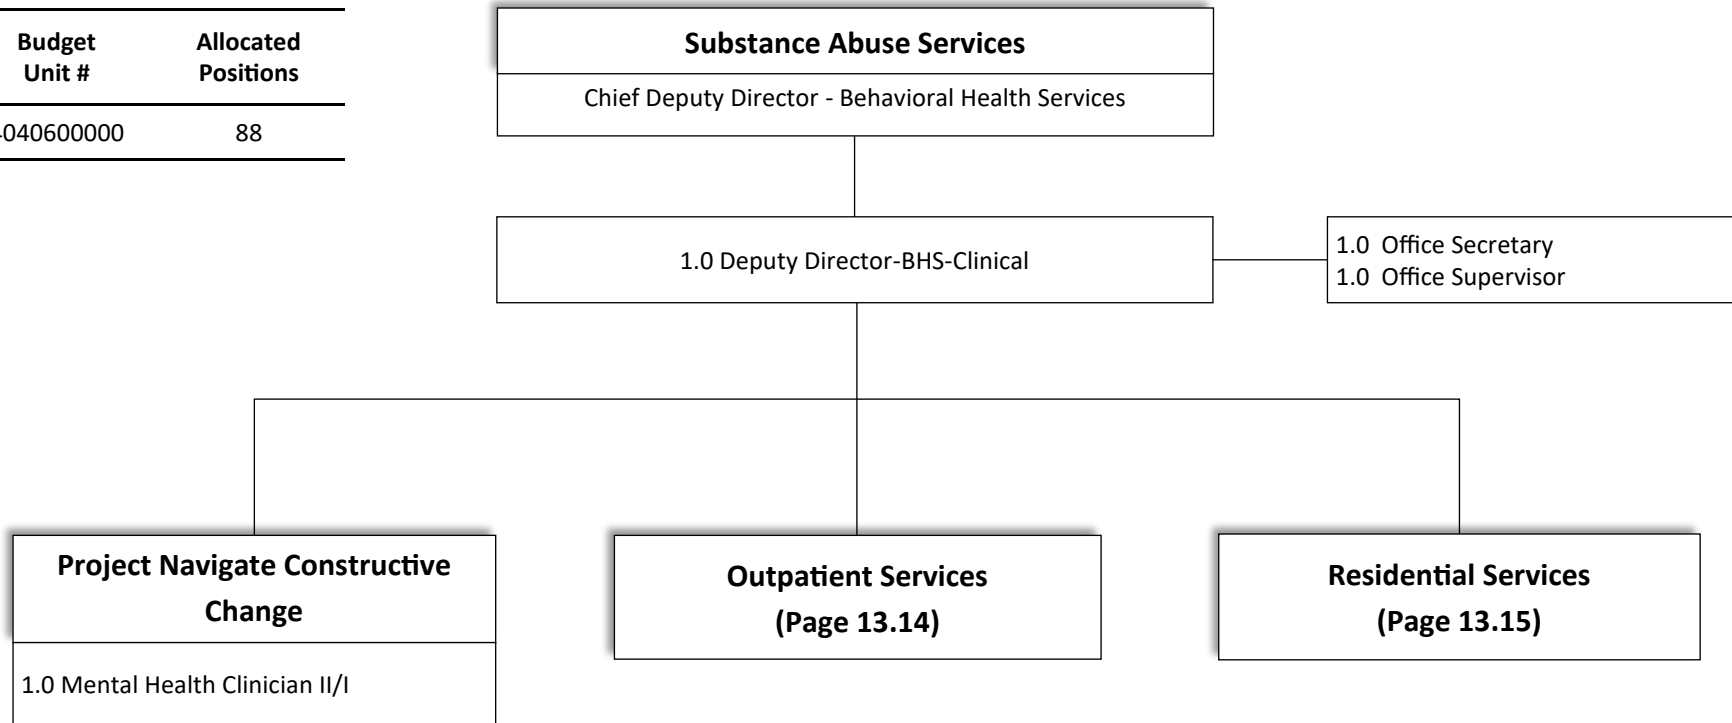 Budget Unit #
Allocated Positions
040600000
88
Substance Abuse Services
Chief Deputy Director - Behavioral Health Services
1.0 Deputy Director-BHS-Clinical
1.0 Office Secretary
1.0 Office Supervisor
Project Navigate Constructive
Change
1.0 Mental Health Clinician II/I
Outpatient Services
(Page 13.14)
Residential Services
(Page 13.15)